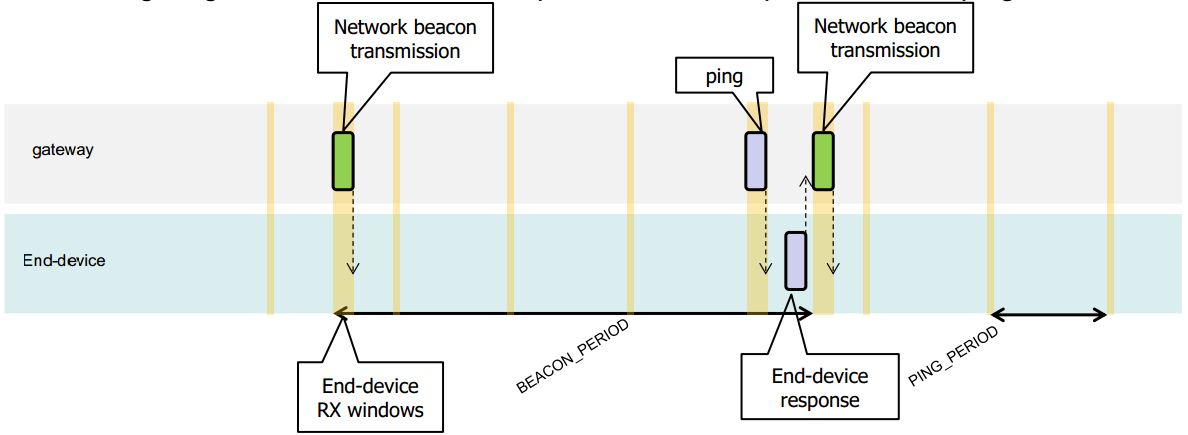 Network beacon
transmission
Network beacon
transmission
ping
gateway
End-device
BEACON_PERIOD
PING_PERIOD
End-device
RX windows
End-device
response